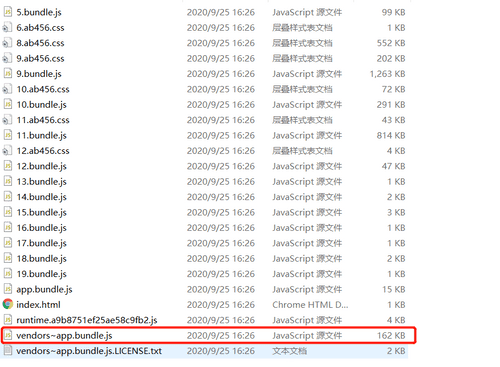 5.bundle.js 2020/9/25 16:26 JavaScript 源文件 99 KB
6.ab456.css 2020/9/25 16:26 层叠样式表文档 1 KB
8.ab456.css 2020/9/25 16:26 层叠样式表文档 552 KB
9.ab456.css 2020/9/25 16:26 层叠样式表文档 202 KB
9.bundle.js 2020/9/25 16:26 JavaScript 源文件 1,263 KB
10.ab456.css 2020/9/25 16:26 层叠样式表文档 72 KB
10.bundle.js 2020/9/25 16:26 JavaScript 源文件 291 KB
11.ab456.css 2020/9/25 16:26 层叠样式表文档 43 KB
11.bundle.js 2020/9/25 16:26 JavaScript 源文件 814 KB
12.ab456.css 2020/9/25 16:26 层叠样式表文档 4 KB
12.bundle.js 2020/9/25 16:26 JavaScript 源文件 47 KB
13.bundle.js 2020/9/25 16:26 JavaScript 源文件 1 KB
14.bundle.js 2020/9/25 16:26 JavaScript 源文件 2 KB
15.bundle.js 2020/9/25 16:26 JavaScript 源文件 3 KB
16.bundle.js 2020/9/25 16:26 JavaScript 源文件 1 KB
17.bundle.js 2020/9/25 16:26 JavaScript 源文件 1 KB
18.bundle.js 2020/9/25 16:26 JavaScript 源文件 2 KB
19.bundle.js 2020/9/25 16:26 JavaScript 源文件 1 KB
app.bundle.js 2020/9/25 16:26 JavaScript 源文件 15 KB
index.html 2020/9/25 16:26 Chrome HTML D... 1 KB
runtime.a9b8751ef25ae58c9fb2.js 2020/9/25 16:26 JavaScript 源文件 4 KB
vendors~app.bundle.js 2020/9/25 16:26 JavaScript 源文件 162 KB
vendors~app.bundle.js.LICENSE.txt 2020/9/25 16:26 文本文档 2 KB